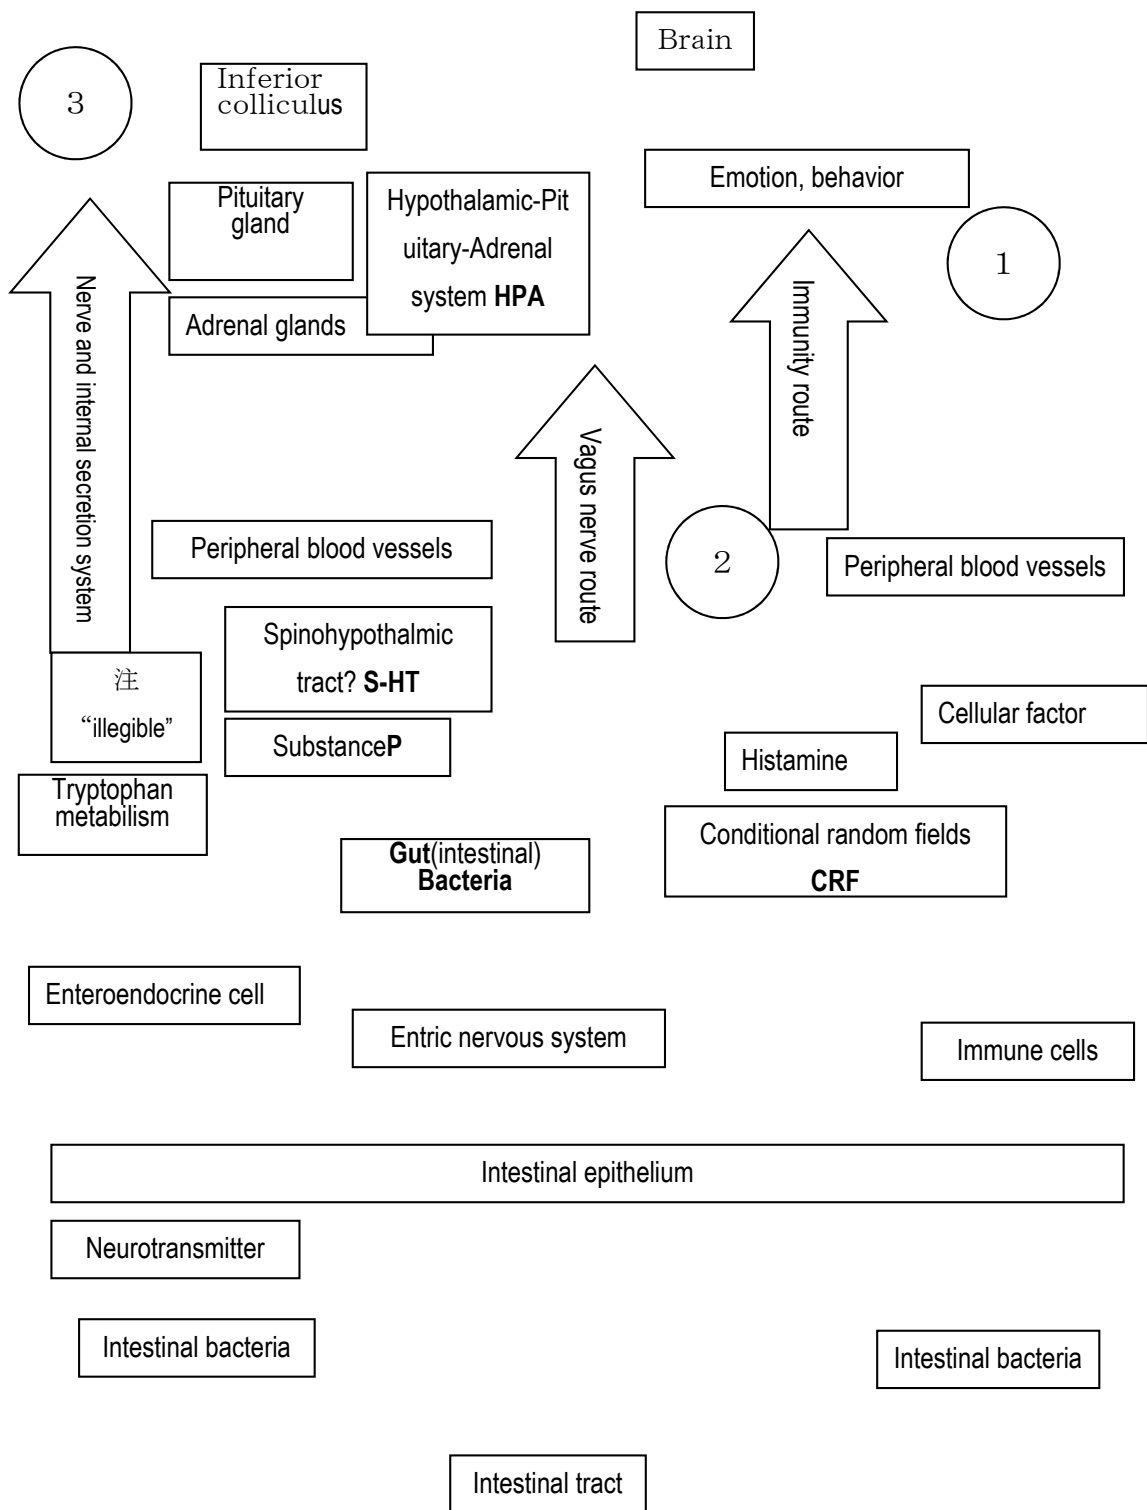 Brain
3
Inferior
colliculus
Emotion, behavior
Pituitary
gland
Hypothalamic-Pit
uitary-Adrenal
system HPA
1
Adrenal glands
Nerve and internal secretion system
Immunity route
Vagus nerve route
2
Peripheral blood vessels
Peripheral blood vessels
Spinohypothalmic
tract? S-HT
注
“illegible”
Cellular factor
SubstanceP
Histamine
Tryptophan
metabilism
Conditional random fields
CRF
Gut(intestinal)
Bacteria
Enteroendocrine cell
Entric nervous system
Immune cells
Intestinal epithelium
Neurotransmitter
Intestinal bacteria
Intestinal bacteria
Intestinal tract